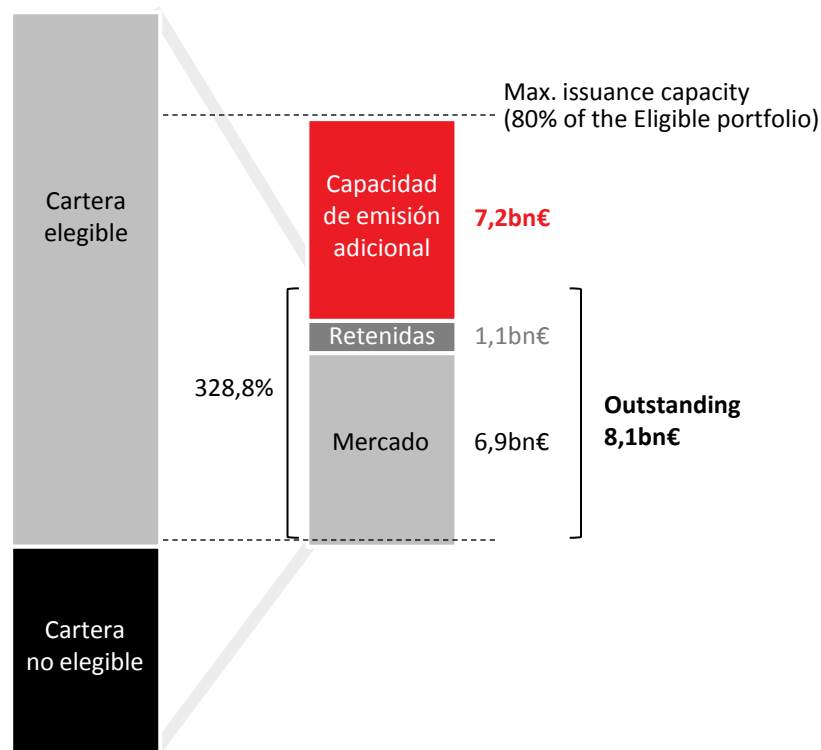 Max. issuance capacity
(80% of the Eligible portfolio)
Cartera
elegible
Capacidad
de emisión
adicional
7,2bn€
Retenidas
1,1bn€
328,8%
Mercado
6,9bn€
Outstanding
8,1bn€
Cartera
no elegible